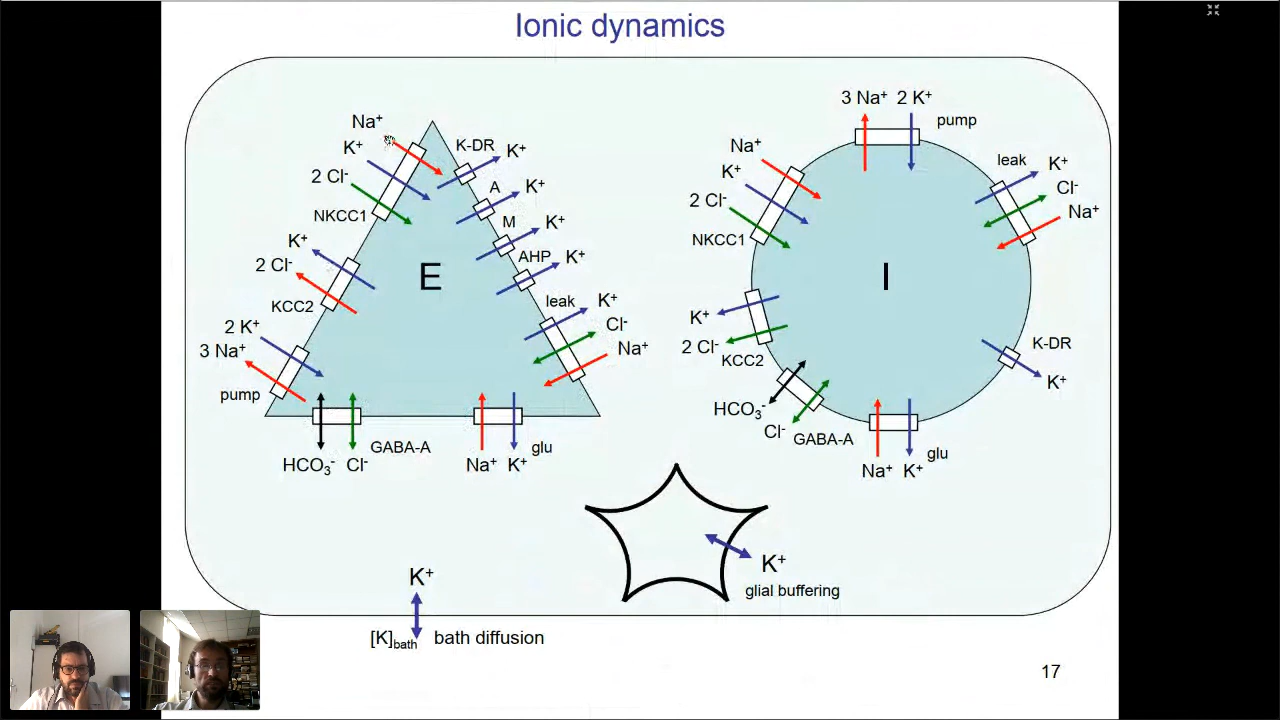 Ionic dynamics
Na⁺
K⁺
2 Cl⁻
NKCC1
K⁺
2 Cl⁻
KCC2
2 K⁺
3 Na⁺
pump
K-DR
K⁺
A
K⁺
M
K⁺
AHP
K⁺
leak
K⁺
Cl⁻
Na⁺
E
HCO₃⁻
Cl⁻
GABA-A
Na⁺
K⁺
glu
3 Na⁺ 2 K⁺
pump
Na⁺
K⁺
2 Cl⁻
NKCC1
leak
K⁺
Cl⁻
Na⁺
I
K⁺
2 Cl⁻
KCC2
HCO₃⁻
Cl⁻
GABA-A
Na⁺
K⁺
glu
K-DR
K⁺
K⁺
glial buffering
K⁺
[K]bath bath diffusion
17